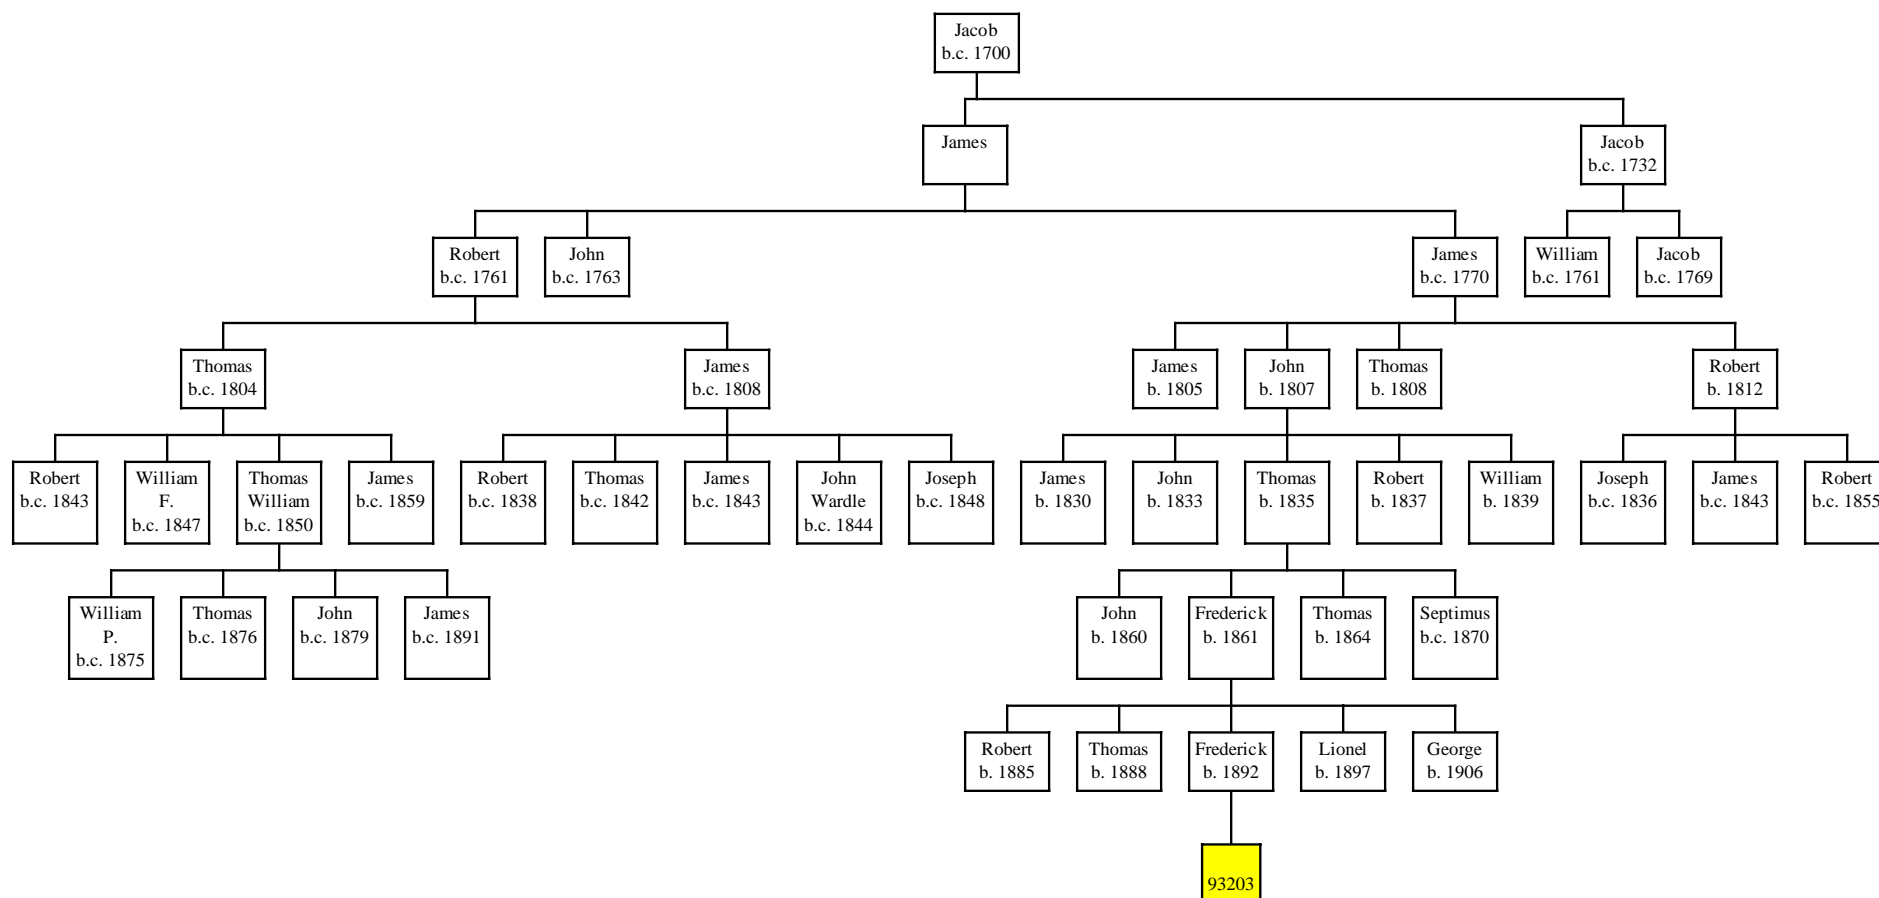 Jacob
b.c. 1700
James
Jacob
b.c. 1732
Robert
b.c. 1761
John
b.c. 1763
James
b.c. 1770
William
b.c. 1761
Jacob
b.c. 1769
Thomas
b.c. 1804
James
b.c. 1808
James
b. 1805
John
b. 1807
Thomas
b. 1808
Robert
b. 1812
Robert
b.c. 1843
William
F.
b.c. 1847
Thomas
William
b.c. 1850
James
b.c. 1859
Robert
b.c. 1838
Thomas
b.c. 1842
James
b.c. 1843
John
Wardle
b.c. 1844
Joseph
b.c. 1848
James
b. 1830
John
b. 1833
Thomas
b. 1835
Robert
b. 1837
William
b. 1839
Joseph
b.c. 1836
James
b. 1843
Robert
b.c. 1855
William
P.
b.c. 1875
Thomas
b.c. 1876
John
b.c. 1879
James
b.c. 1891
John
b. 1860
Frederick
b. 1861
Thomas
b. 1864
Septimus
b.c. 1870
Robert
b. 1885
Thomas
b. 1888
Frederick
b. 1892
Lionel
b. 1897
George
b. 1906
93203